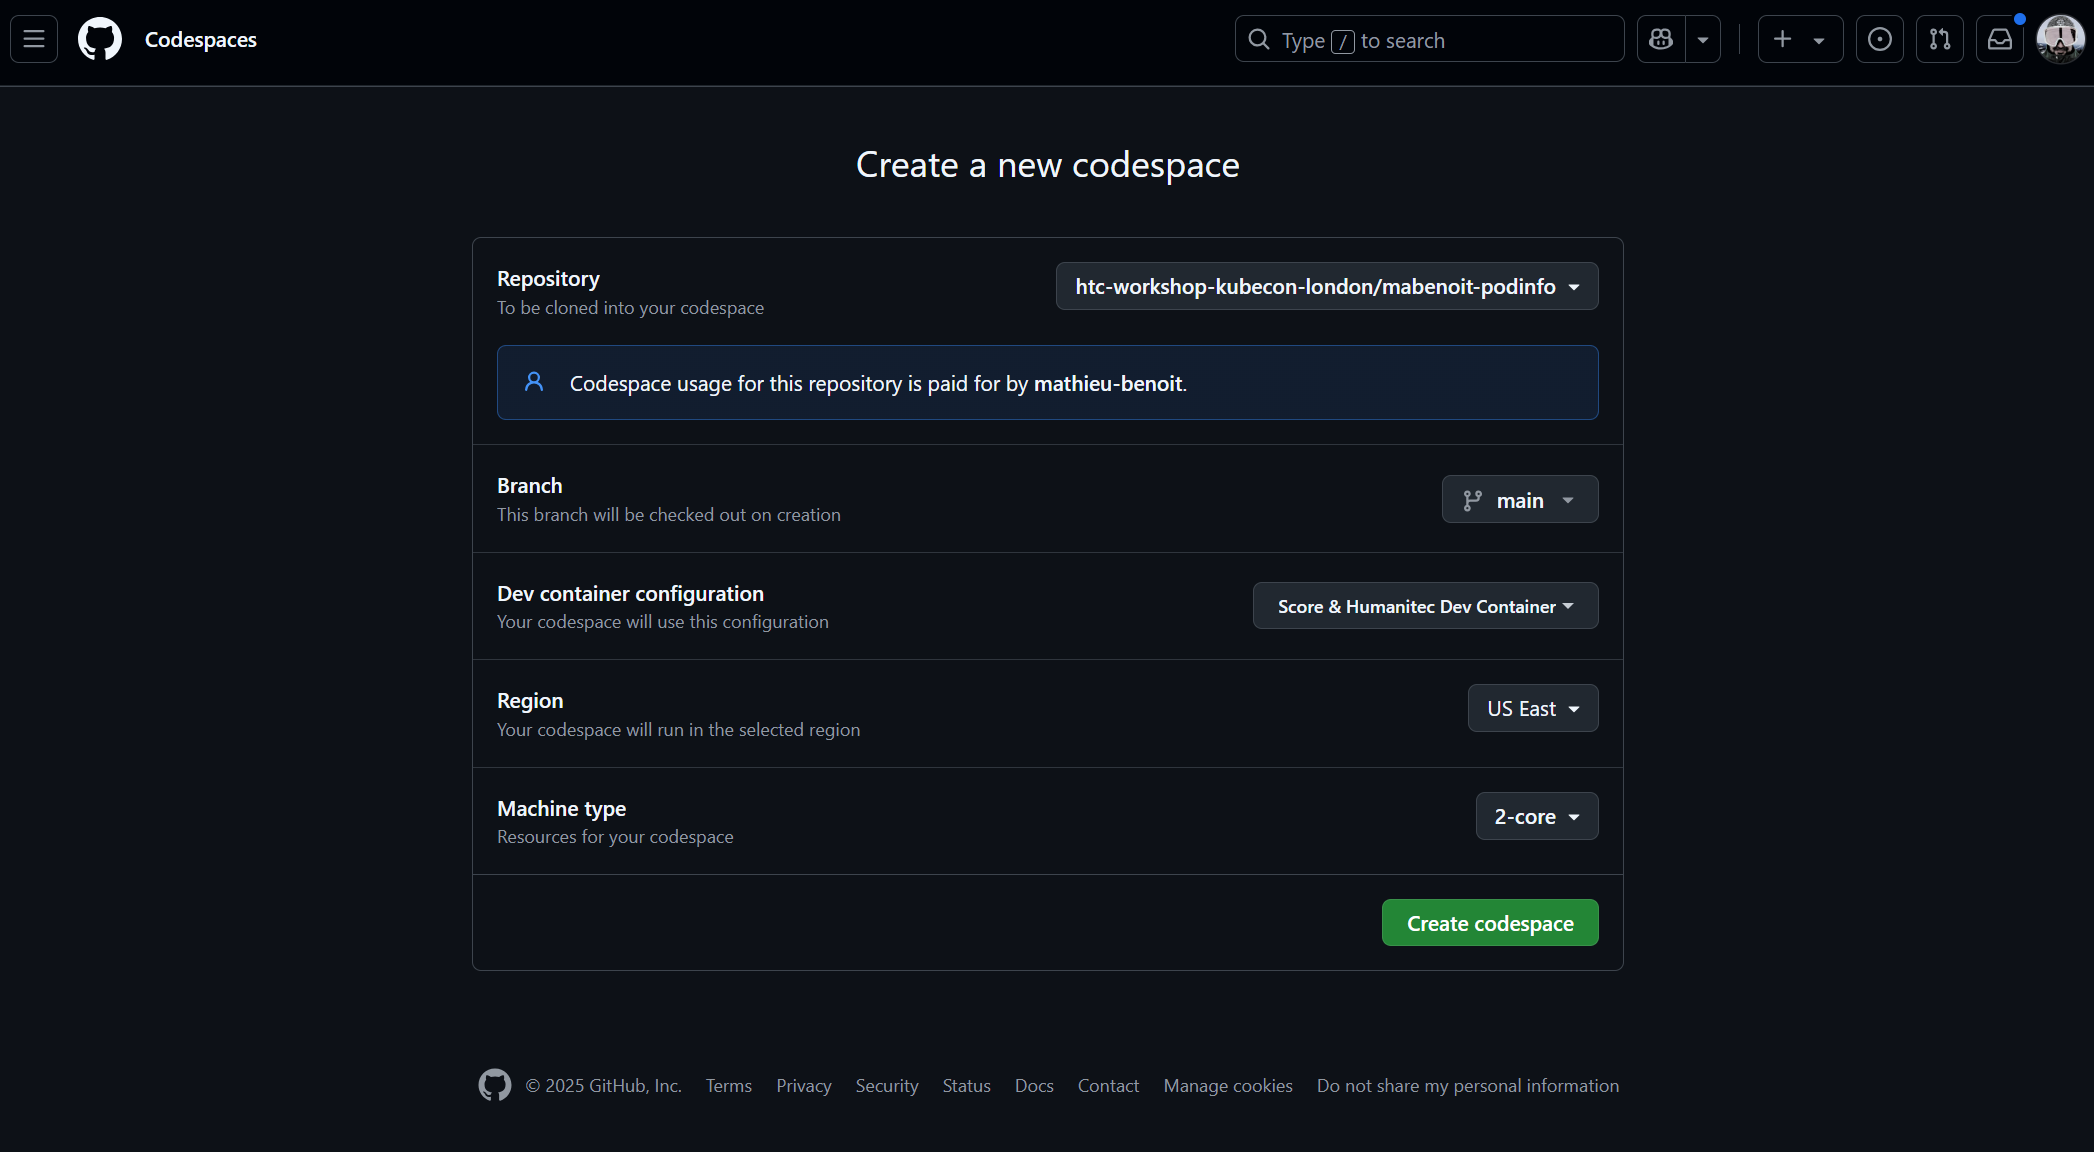 Codespaces
Type / to search
Create a new codespace
Repository
To be cloned into your codespace
htc-workshop-kubecon-london/mabenoit-podinfo
Codespace usage for this repository is paid for by mathieu-benoit.
Branch
This branch will be checked out on creation
main
Dev container configuration
Your codespace will use this configuration
Score & Humanitec Dev Container
Region
Your codespace will run in the selected region
US East
Machine type
Resources for your codespace
2-core
Create codespace
© 2025 GitHub, Inc. Terms Privacy Security Status Docs Contact Manage cookies Do not share my personal information